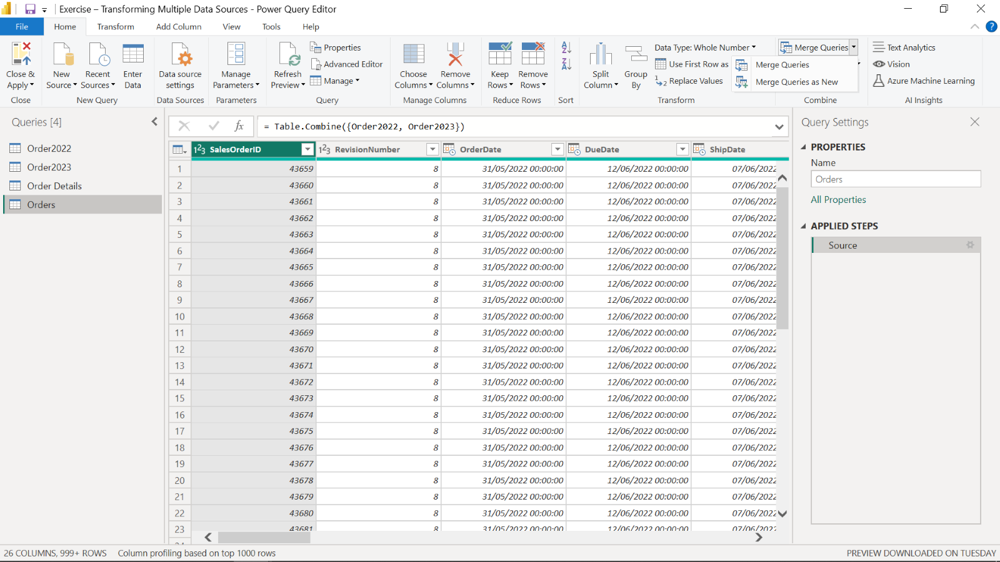 Exercise – Transforming Multiple Data Sources - Power Query Editor
File Home Transform Add Column View Tools Help
Close & Apply
Close
New Source
Recent Sources
Enter Data
New Query
Data source settings
Data Sources
Manage Parameters
Parameters
Refresh Preview
Properties
Advanced Editor
Manage
Query
Choose Columns
Remove Columns
Manage Columns
Keep Rows
Remove Rows
Reduce Rows
Sort
Split Column
Group By
Data Type: Whole Number
Use First Row as
Replace Values
Transform
Merge Queries
Merge Queries
Merge Queries as New
Combine
Text Analytics
Vision
Azure Machine Learning
AI Insights
Queries [4]
Order2022
Order2023
Order Details
Orders
fx = Table.Combine({Order2022, Order2023})
123 SalesOrderID 123 RevisionNumber OrderDate DueDate ShipDate
1 43659 8 31/05/2022 00:00:00 12/06/2022 00:00:00 07/06/2022
2 43660 8 31/05/2022 00:00:00 12/06/2022 00:00:00 07/06/2022
3 43661 8 31/05/2022 00:00:00 12/06/2022 00:00:00 07/06/2022
4 43662 8 31/05/2022 00:00:00 12/06/2022 00:00:00 07/06/2022
5 43663 8 31/05/2022 00:00:00 12/06/2022 00:00:00 07/06/2022
6 43664 8 31/05/2022 00:00:00 12/06/2022 00:00:00 07/06/2022
7 43665 8 31/05/2022 00:00:00 12/06/2022 00:00:00 07/06/2022
8 43666 8 31/05/2022 00:00:00 12/06/2022 00:00:00 07/06/2022
9 43667 8 31/05/2022 00:00:00 12/06/2022 00:00:00 07/06/2022
10 43668 8 31/05/2022 00:00:00 12/06/2022 00:00:00 07/06/2022
11 43669 8 31/05/2022 00:00:00 12/06/2022 00:00:00 07/06/2022
12 43670 8 31/05/2022 00:00:00 12/06/2022 00:00:00 07/06/2022
13 43671 8 31/05/2022 00:00:00 12/06/2022 00:00:00 07/06/2022
14 43672 8 31/05/2022 00:00:00 12/06/2022 00:00:00 07/06/2022
15 43673 8 31/05/2022 00:00:00 12/06/2022 00:00:00 07/06/2022
16 43674 8 31/05/2022 00:00:00 12/06/2022 00:00:00 07/06/2022
17 43675 8 31/05/2022 00:00:00 12/06/2022 00:00:00 07/06/2022
18 43676 8 31/05/2022 00:00:00 12/06/2022 00:00:00 07/06/2022
19 43677 8 31/05/2022 00:00:00 12/06/2022 00:00:00 07/06/2022
20 43678 8 31/05/2022 00:00:00 12/06/2022 00:00:00 07/06/2022
21 43679 8 31/05/2022 00:00:00 12/06/2022 00:00:00 07/06/2022
22 43680 8 31/05/2022 00:00:00 12/06/2022 00:00:00 07/06/2022
23 43681 8 31/05/2022 00:00:00 12/06/2022 00:00:00 07/06/2022
Query Settings
PROPERTIES
Name
Orders
All Properties
APPLIED STEPS
Source
26 COLUMNS, 999+ ROWS Column profiling based on top 1000 rows
PREVIEW DOWNLOADED ON TUESDAY